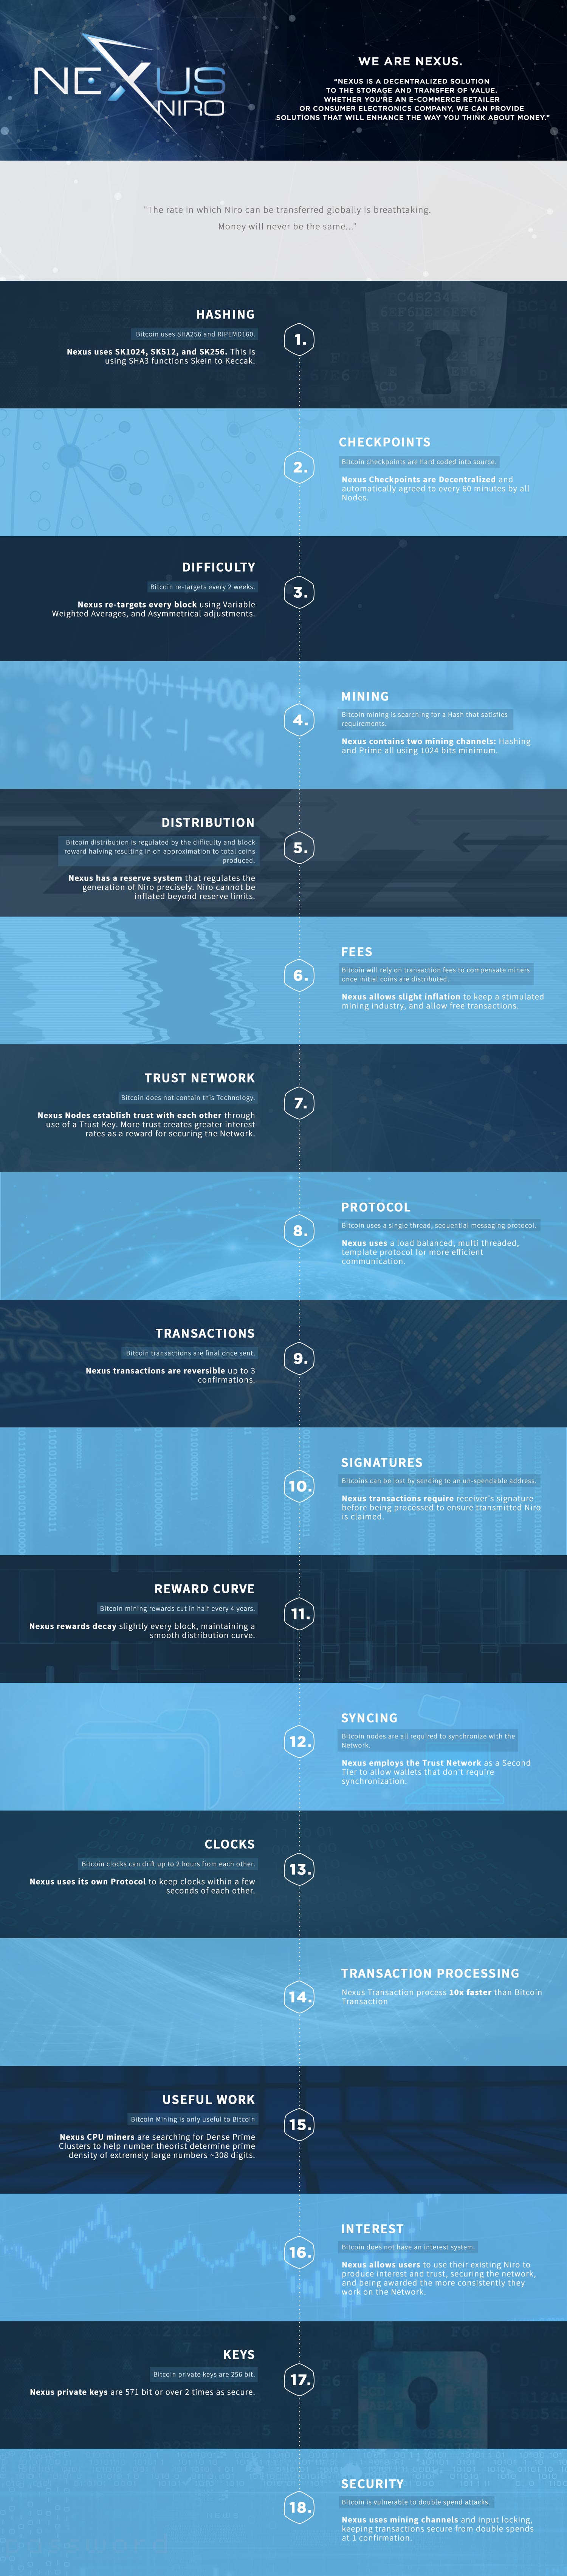 NEXUS
NIRO
WE ARE NEXUS.
"NEXUS IS A DECENTRALIZED SOLUTION
TO THE STORAGE AND TRANSFER OF VALUE.
WHETHER YOU'RE AN E-COMMERCE RETAILER
OR CONSUMER ELECTRONICS COMPANY, WE CAN PROVIDE
SOLUTIONS THAT WILL ENHANCE THE WAY YOU THINK ABOUT MONEY."
"The rate in which Niro can be transferred globally is breathtaking.
Money will never be the same..."
HASHING
Bitcoin uses SHA256 and RIPEMD160.
Nexus uses SK1024, SK512, and SK256. This is
using SHA3 functions Skein to Keccak.
1.
CHECKPOINTS
Bitcoin checkpoints are hard coded into source.
Nexus Checkpoints are Decentralized and
automatically agreed to every 60 minutes by all
Nodes.
2.
DIFFICULTY
Bitcoin re-targets every 2 weeks.
Nexus re-targets every block using Variable
Weighted Averages, and Asymmetrical adjustments.
3.
MINING
Bitcoin mining is searching for a Hash that satisfies
requirements.
Nexus contains two mining channels: Hashing
and Prime all using 1024 bits minimum.
4.
DISTRIBUTION
Bitcoin distribution is regulated by the difficulty and block
reward halving resulting in on approximation to total coins
produced.
Nexus has a reserve system that regulates the
generation of Niro precisely. Niro cannot be
inflated beyond reserve limits.
5.
FEES
Bitcoin will rely on transaction fees to compensate miners
once initial coins are distributed.
Nexus allows slight inflation to keep a stimulated
mining industry, and allow free transactions.
6.
TRUST NETWORK
Bitcoin does not contain this Technology.
Nexus Nodes establish trust with each other through
use of a Trust Key. More trust creates greater interest
rates as a reward for securing the Network.
7.
PROTOCOL
Bitcoin uses a single thread, sequential messaging protocol.
Nexus uses a load balanced, multi threaded,
template protocol for more efficient
communication.
8.
TRANSACTIONS
Bitcoin transactions are final once sent.
Nexus transactions are reversible up to 3
confirmations.
9.
SIGNATURES
Bitcoins can be lost by sending to an un-spendable address.
Nexus transactions require receiver's signature
before being processed to ensure transmitted Niro
is claimed.
10.
REWARD CURVE
Bitcoin mining rewards cut in half every 4 years.
Nexus rewards decay slightly every block, maintaining a
smooth distribution curve.
11.
SYNCING
Bitcoin nodes are all required to synchronize with the
Network.
Nexus employs the Trust Network as a Second
Tier to allow wallets that don't require
synchronization.
12.
CLOCKS
Bitcoin clocks can drift up to 2 hours from each other.
Nexus uses its own Protocol to keep clocks within a few
seconds of each other.
13.
TRANSACTION PROCESSING
Nexus Transaction process 10x faster than Bitcoin
Transaction
14.
USEFUL WORK
Bitcoin Mining is only useful to Bitcoin
Nexus CPU miners are searching for Dense Prime
Clusters to help number theorist determine prime
density of extremely large numbers ~308 digits.
15.
INTEREST
Bitcoin does not have an interest system.
Nexus allows users to use their existing Niro to
produce interest and trust, securing the network,
and being awarded the more consistently they
work on the Network.
16.
KEYS
Bitcoin private keys are 256 bit.
Nexus private keys are 571 bit or over 2 times as secure.
17.
SECURITY
Bitcoin is vulnerable to double spend attacks.
Nexus uses mining channels and input locking,
keeping transactions secure from double spends
at 1 confirmation.
18.